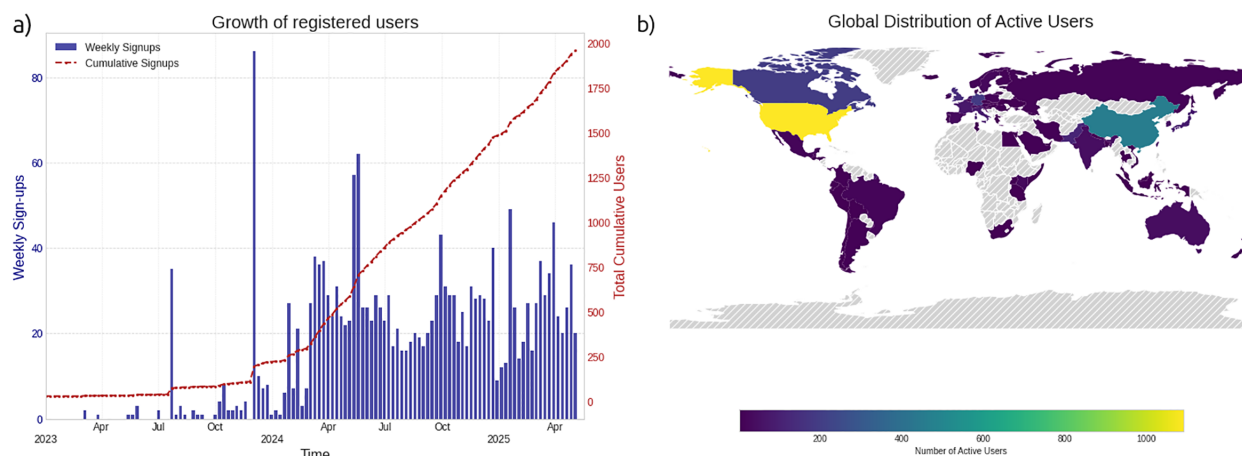 a)
Growth of registered users
Weekly Signups
Cumulative Signups
Weekly Sign-ups
80
60
40
20
0
2000
1750
1500
1250
1000
750
500
250
0
Total Cumulative Users
Apr
Jul
Oct
Apr
Jul
Oct
Apr
2023
2024
2025
Time
b)
Global Distribution of Active Users
200
400
600
800
1000
Number of Active Users